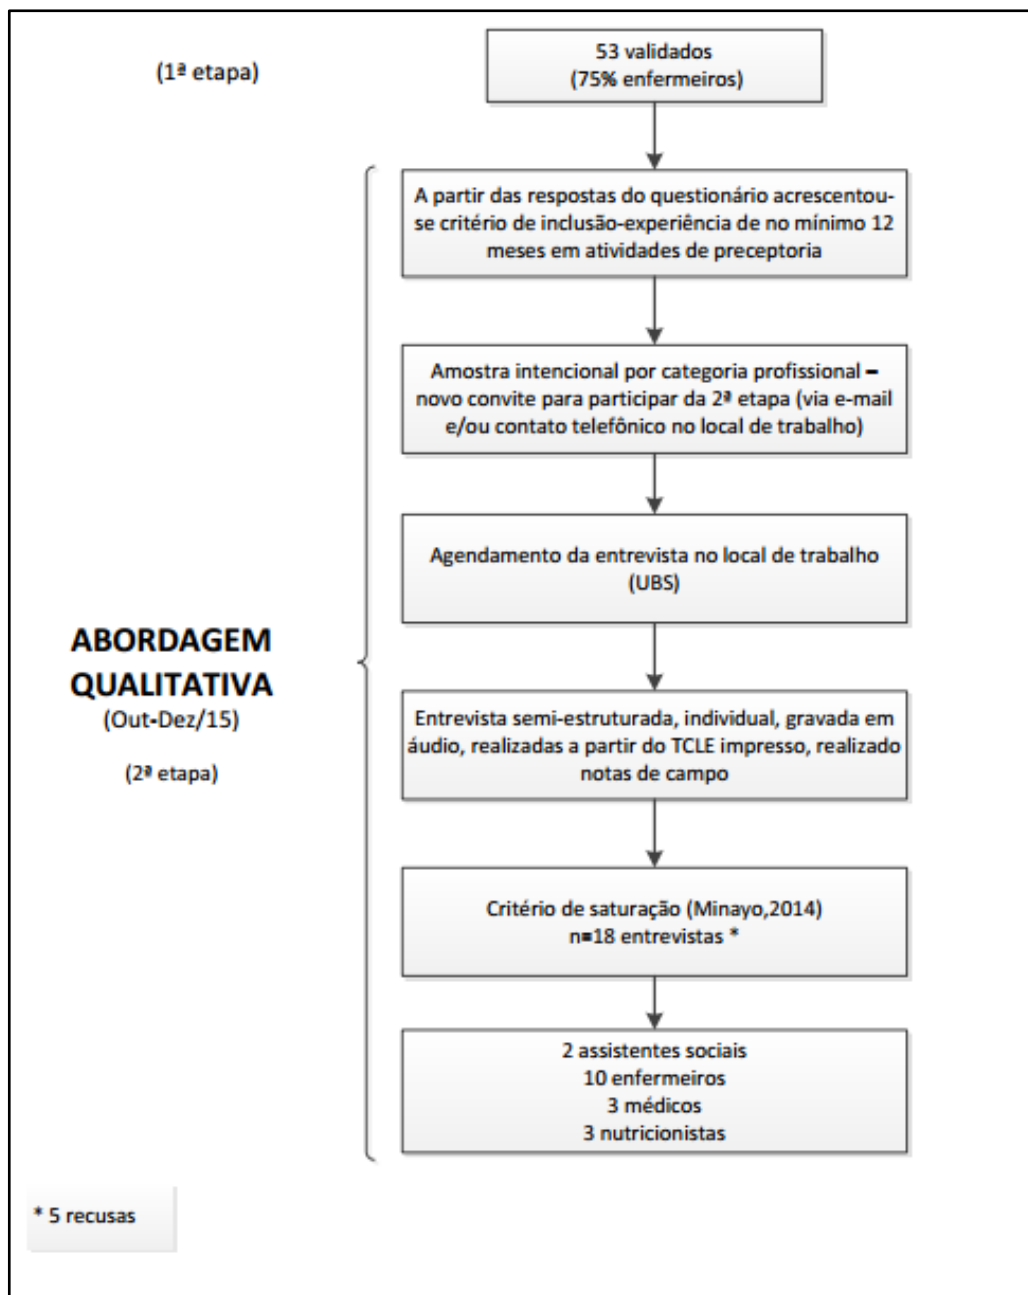 (1ª etapa)
53 validados
(75% enfermeiros)
A partir das respostas do questionário acrescentou-
se critério de inclusão-experiência de no mínimo 12
meses em atividades de preceptoria
Amostra intencional por categoria profissional –
novo convite para participar da 2ª etapa (via e-mail
e/ou contato telefônico no local de trabalho)
Agendamento da entrevista no local de trabalho
(UBS)
ABORDAGEM
QUALITATIVA
(Out-Dez/15)
(2ª etapa)
Entrevista semi-estruturada, individual, gravada em
áudio, realizadas a partir do TCLE impresso, realizado
notas de campo
Critério de saturação (Minayo,2014)
n=18 entrevistas *
2 assistentes sociais
10 enfermeiros
3 médicos
3 nutricionistas
* 5 recusas